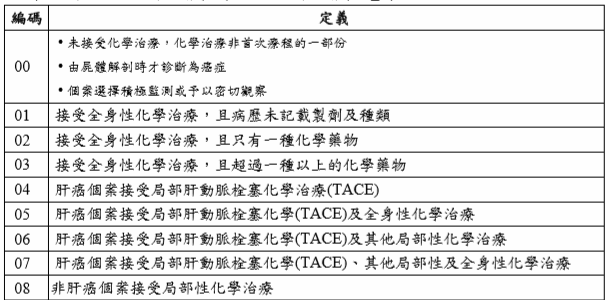 編碼 定義
00
•未接受化學治療，化學治療非首次療程的一部份
•由屍體解剖時才診斷為癌症
•個案選擇積極監測或予以密切觀察
01 接受全身性化學治療，且病歷未記載製劑及種類
02 接受全身性化學治療，且只有一種化學藥物
03 接受全身性化學治療，且超過一種以上的化學藥物
04 肝癌個案接受局部肝動脈栓塞化學治療(TACE)
05 肝癌個案接受局部肝動脈栓塞化學(TACE)及全身性化學治療
06 肝癌個案接受局部肝動脈栓塞化學(TACE)及其他局部性化學治療
07 肝癌個案接受局部肝動脈栓塞化學(TACE)、其他局部性及全身性化學治療
08 非肝癌個案接受局部性化學治療